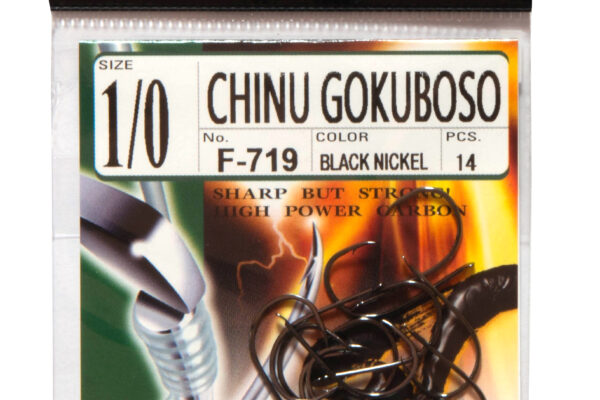 SIZE
1/0
CHINU GOKUBOSO
No.
F-719
COLOR
BLACK NICKEL
PCS.
14
SHARP BUT STRONG!
HIGH POWER CARBON